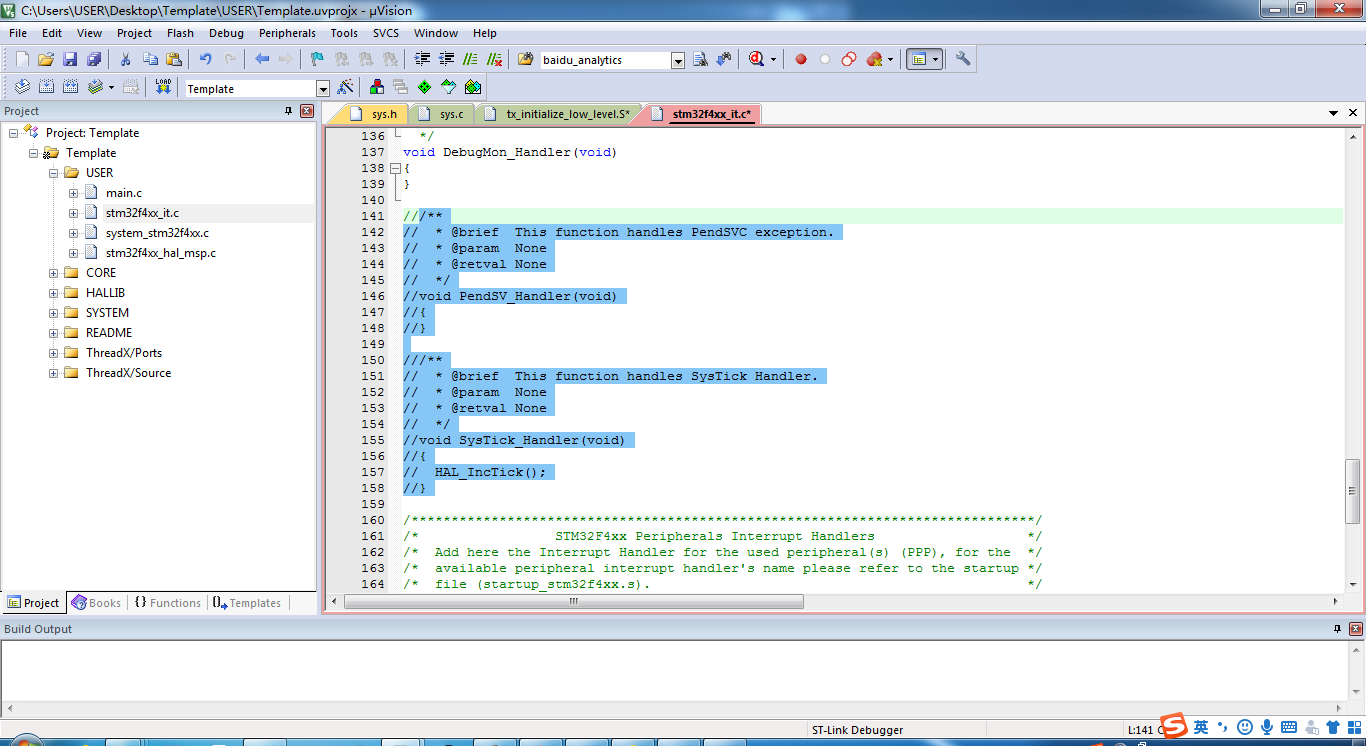 C:\Users\USER\Desktop\Template\USER\Template.uvprojx - µVision
File Edit View Project Flash Debug Peripherals Tools SVCS Window Help
baidu_analytics
LOAD Template
Project
sys.h sys.c tx_initialize_low_level.S* stm32f4xx_it.c*
Project: Template
Template
USER
main.c
stm32f4xx_it.c
system_stm32f4xx.c
stm32f4xx_hal_msp.c
CORE
HALLIB
SYSTEM
README
ThreadX/Ports
ThreadX/Source
136 */
137 void DebugMon_Handler(void)
138 {
139 }
140
141 ///**
142 //  * @brief  This function handles PendSVC exception.
143 //  * @param  None
144 //  * @retval None
145 //  */
146 //void PendSV_Handler(void)
147 //{
148 //}
149
150 ///**
151 //  * @brief  This function handles SysTick Handler.
152 //  * @param  None
153 //  * @retval None
154 //  */
155 //void SysTick_Handler(void)
156 //{
157 //  HAL_IncTick();
158 //}
159
160 /******************************************************************************/
161 /*                 STM32F4xx Peripherals Interrupt Handlers                   */
162 /*  Add here the Interrupt Handler for the used peripheral(s) (PPP), for the  */
163 /*  available peripheral interrupt handler's name please refer to the startup */
164 /*  file (startup_stm32f4xx.s).                                               */
Project Books {} Functions Templates
Build Output
ST-Link Debugger L:141 C
英